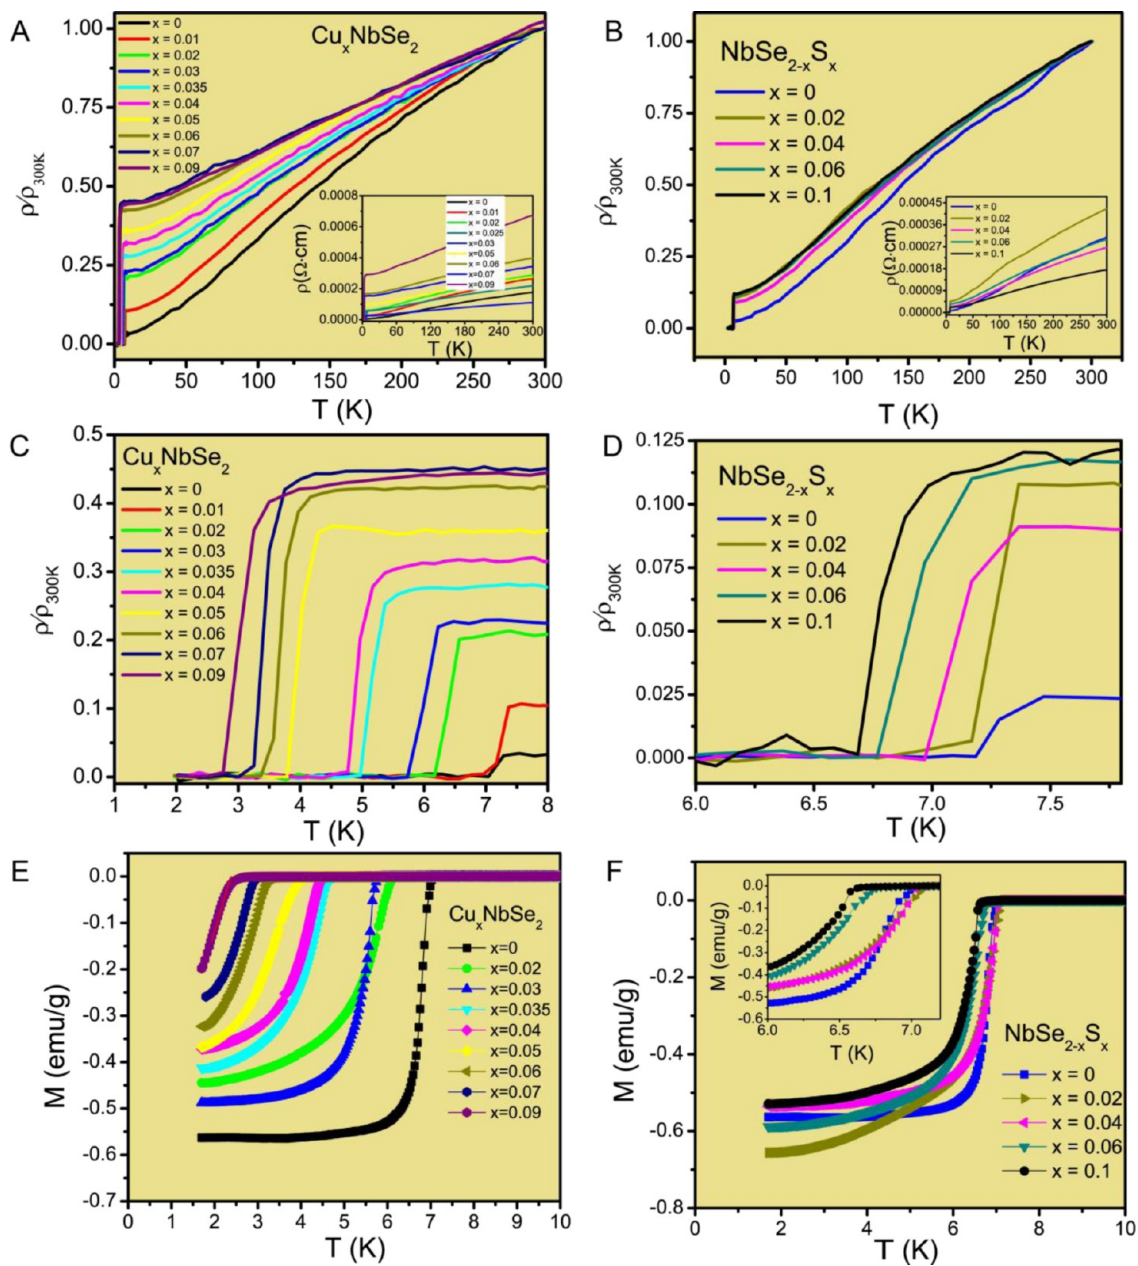 A
Cu_xNbSe_2
x = 0
x = 0.01
x = 0.02
x = 0.03
x = 0.035
x = 0.04
x = 0.05
x = 0.06
x = 0.07
x = 0.09
1.00
0.75
0.50
0.25
0.00
ρ/ρ_300K
0 50 100 150 200 250 300
T (K)
0.0008
0.0006
0.0004
0.0002
0.0000
ρ(Ω·cm)
x = 0
x = 0.01
x = 0.02
x = 0.025
x=0.03
x=0.05
x = 0.06
x=0.07
x=0.09
0 60 120 180 240 300
T (K)
B
NbSe_2-xS_x
x = 0
x = 0.02
x = 0.04
x = 0.06
x = 0.1
1.00
0.75
0.50
0.25
0.00
ρ/ρ_300K
0 50 100 150 200 250 300
T (K)
0.00045
0.00036
0.00027
0.00018
0.00009
0.00000
ρ(Ω·cm)
x = 0
x = 0.02
x = 0.04
x = 0.06
x = 0.1
0 50 100 150 200 250 300
T (K)
C
Cu_xNbSe_2
x = 0
x = 0.01
x = 0.02
x = 0.03
x = 0.035
x = 0.04
x = 0.05
x = 0.06
x = 0.07
x = 0.09
0.5
0.4
0.3
0.2
0.1
0.0
ρ/ρ_300K
1 2 3 4 5 6 7 8
T (K)
D
NbSe_2-xS_x
x = 0
x = 0.02
x = 0.04
x = 0.06
x = 0.1
0.125
0.100
0.075
0.050
0.025
0.000
ρ/ρ_300K
6.0 6.5 7.0 7.5
T (K)
E
Cu_xNbSe_2
x=0
x=0.02
x=0.03
x=0.035
x=0.04
x=0.05
x=0.06
x=0.07
x=0.09
0.0
-0.1
-0.2
-0.3
-0.4
-0.5
-0.6
-0.7
M (emu/g)
0 1 2 3 4 5 6 7 8 9 10
T (K)
F
0.0
-0.2
-0.4
-0.6
-0.8
M (emu/g)
0 2 4 6 8 10
T (K)
0.0
-0.1
-0.2
-0.3
-0.4
-0.5
-0.6
M (emu/g)
6.0 6.5 7.0
T (K)
NbSe_2-xS_x
x = 0
x = 0.02
x = 0.04
x = 0.06
x = 0.1